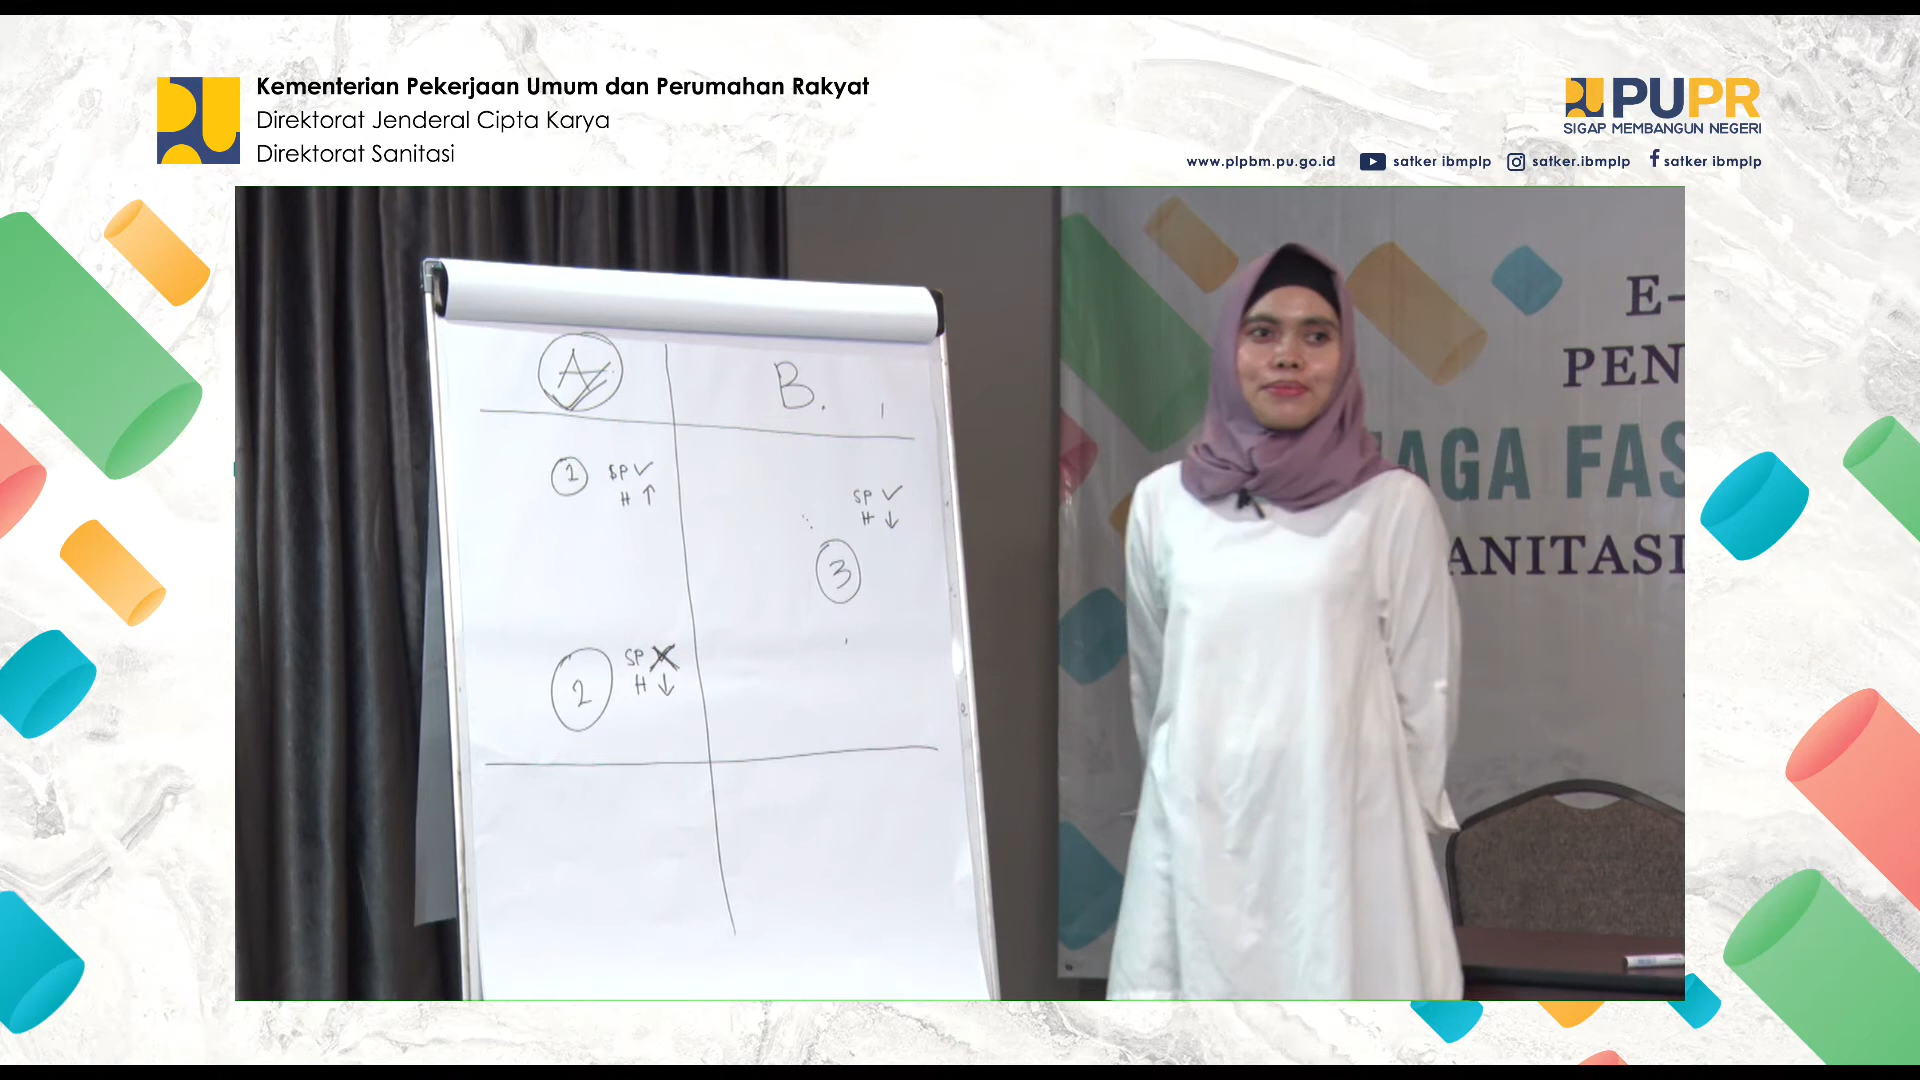 Kementerian Pekerjaan Umum dan Perumahan Rakyat
Direktorat Jenderal Cipta Karya
Direktorat Sanitasi
PUPR
SIGAP MEMBANGUN NEGERI
www.plpbm.pu.go.id satker ibmplp satker.ibmplp satker ibmplp
A B.
1 SP ✓
H ↑
SP ✓
H ↓
3
2 SP X
H ↓
E-
PEN
AGA FAS
ANITASI